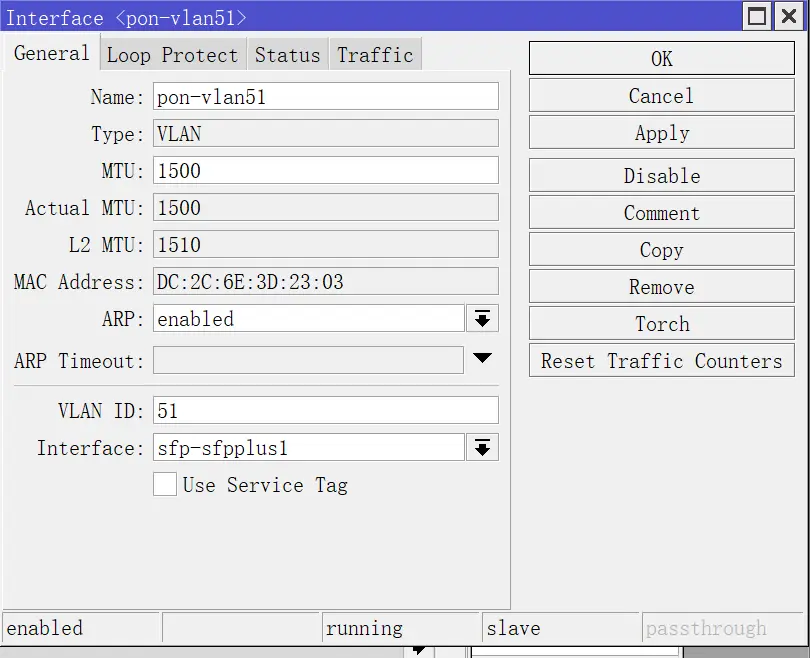 Interface <pon-vlan51>
General Loop Protect Status Traffic
Name: pon-vlan51
Type: VLAN
MTU: 1500
Actual MTU: 1500
L2 MTU: 1510
MAC Address: DC:2C:6E:3D:23:03
ARP: enabled
ARP Timeout:
VLAN ID: 51
Interface: sfp-sfpplus1
Use Service Tag
OK
Cancel
Apply
Disable
Comment
Copy
Remove
Torch
Reset Traffic Counters
enabled running slave passthrough